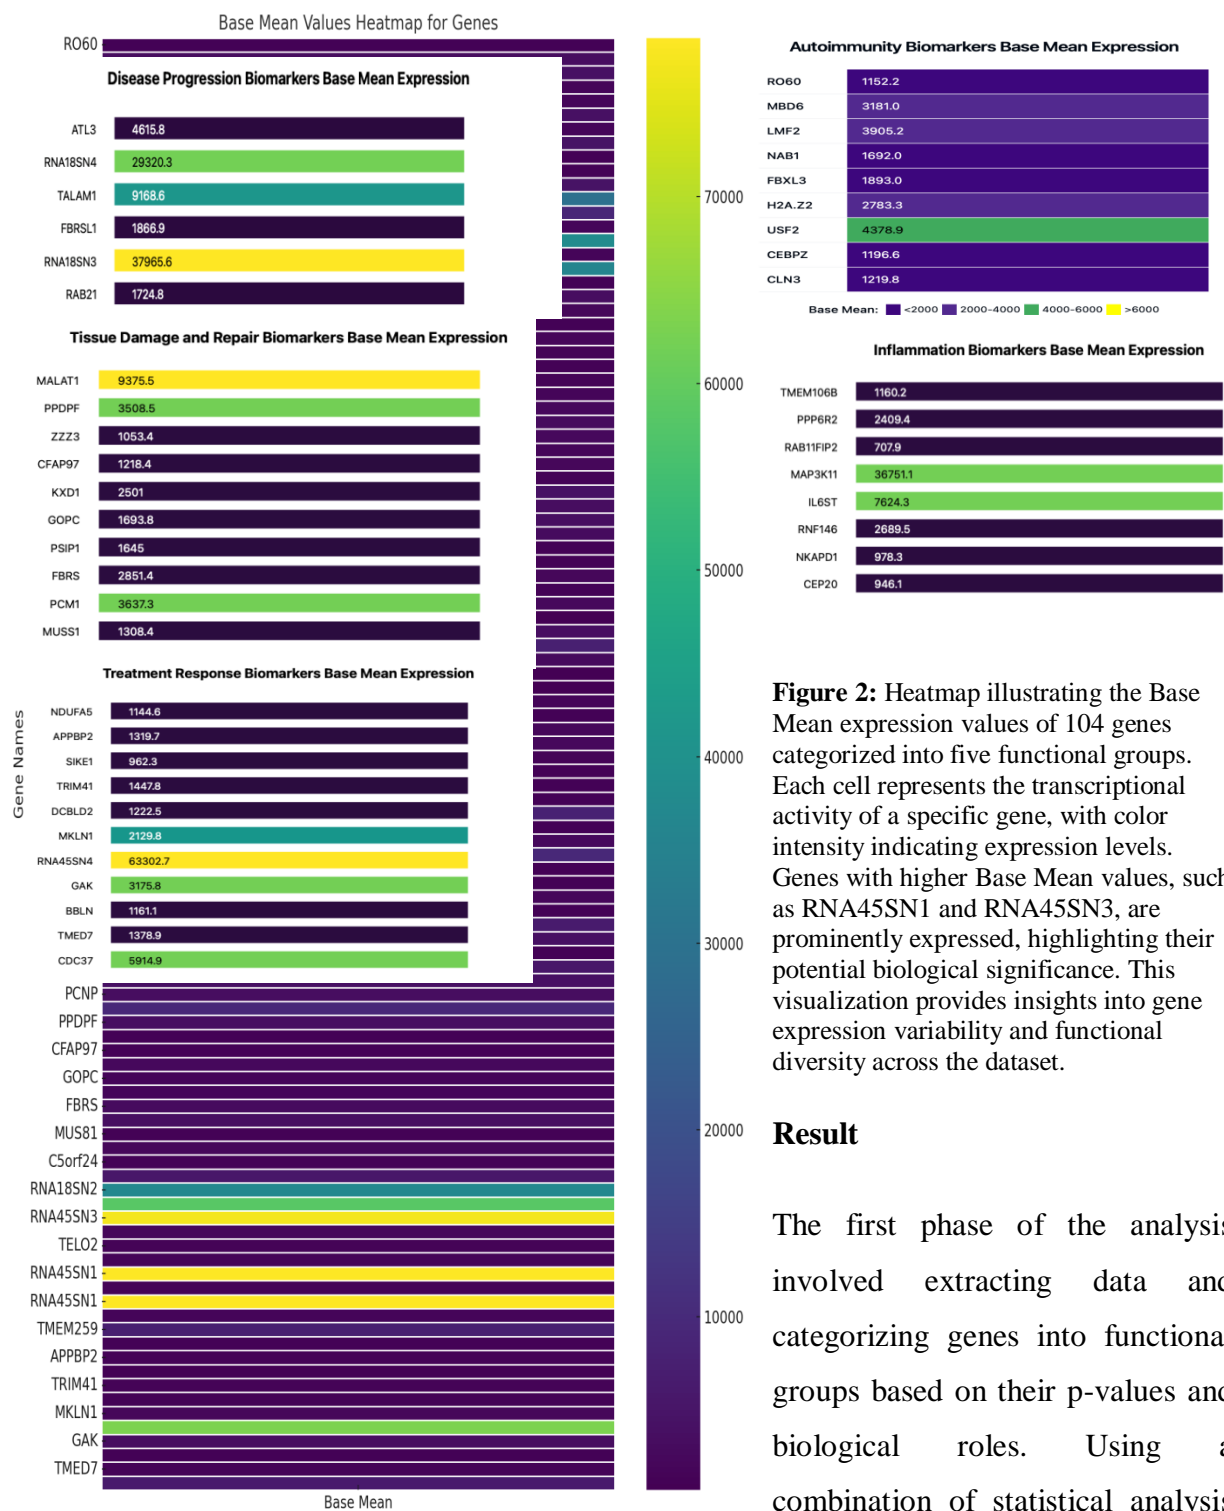 Base Mean Values Heatmap for Genes
RO60
Disease Progression Biomarkers Base Mean Expression
ATL3 4615.8
RNA18SN4 29320.3
TALAM1 9168.6
FBRSL1 1866.9
RNA18SN3 37965.6
RAB21 1724.8
Tissue Damage and Repair Biomarkers Base Mean Expression
MALAT1 9375.5
PPDPF 3508.5
ZZZ3 1053.4
CFAP97 1218.4
KXD1 2501
GOPC 1693.8
PSIP1 1645
FBRS 2851.4
PCM1 3637.3
MUSS1 1308.4
Treatment Response Biomarkers Base Mean Expression
NDUFA5 1144.6
APPBP2 1319.7
SIKE1 962.3
TRIM41 1447.8
DCBLD2 1222.5
MKLN1 2129.8
RNA45SN4 63302.7
GAK 3175.8
BBLN 1161.1
TMED7 1378.9
CDC37 5914.9
Gene Names
PCNP
PPDPF
CFAP97
GOPC
FBRS
MUS81
C5orf24
RNA18SN2
RNA45SN3
TELO2
RNA45SN1
RNA45SN1
TMEM259
APPBP2
TRIM41
MKLN1
GAK
TMED7
Base Mean
70000
60000
50000
40000
30000
20000
10000
Autoimmunity Biomarkers Base Mean Expression
RO60 1152.2
MBD6 3181.0
LMF2 3905.2
NAB1 1692.0
FBXL3 1893.0
H2A.Z2 2783.3
USF2 4378.9
CEBPZ 1196.6
CLN3 1219.8
Base Mean: <2000 2000-4000 4000-6000 >6000
Inflammation Biomarkers Base Mean Expression
TMEM106B 1160.2
PPP6R2 2409.4
RAB11FIP2 707.9
MAP3K11 36751.1
IL6ST 7624.3
RNF146 2689.5
NKAPD1 978.3
CEP20 946.1
Figure 2: Heatmap illustrating the Base
Mean expression values of 104 genes
categorized into five functional groups.
Each cell represents the transcriptional
activity of a specific gene, with color
intensity indicating expression levels.
Genes with higher Base Mean values, such
as RNA45SN1 and RNA45SN3, are
prominently expressed, highlighting their
potential biological significance. This
visualization provides insights into gene
expression variability and functional
diversity across the dataset.
Result
The first phase of the analysis
involved extracting data and
categorizing genes into functional
groups based on their p-values and
biological roles. Using a
combination of statistical analysis